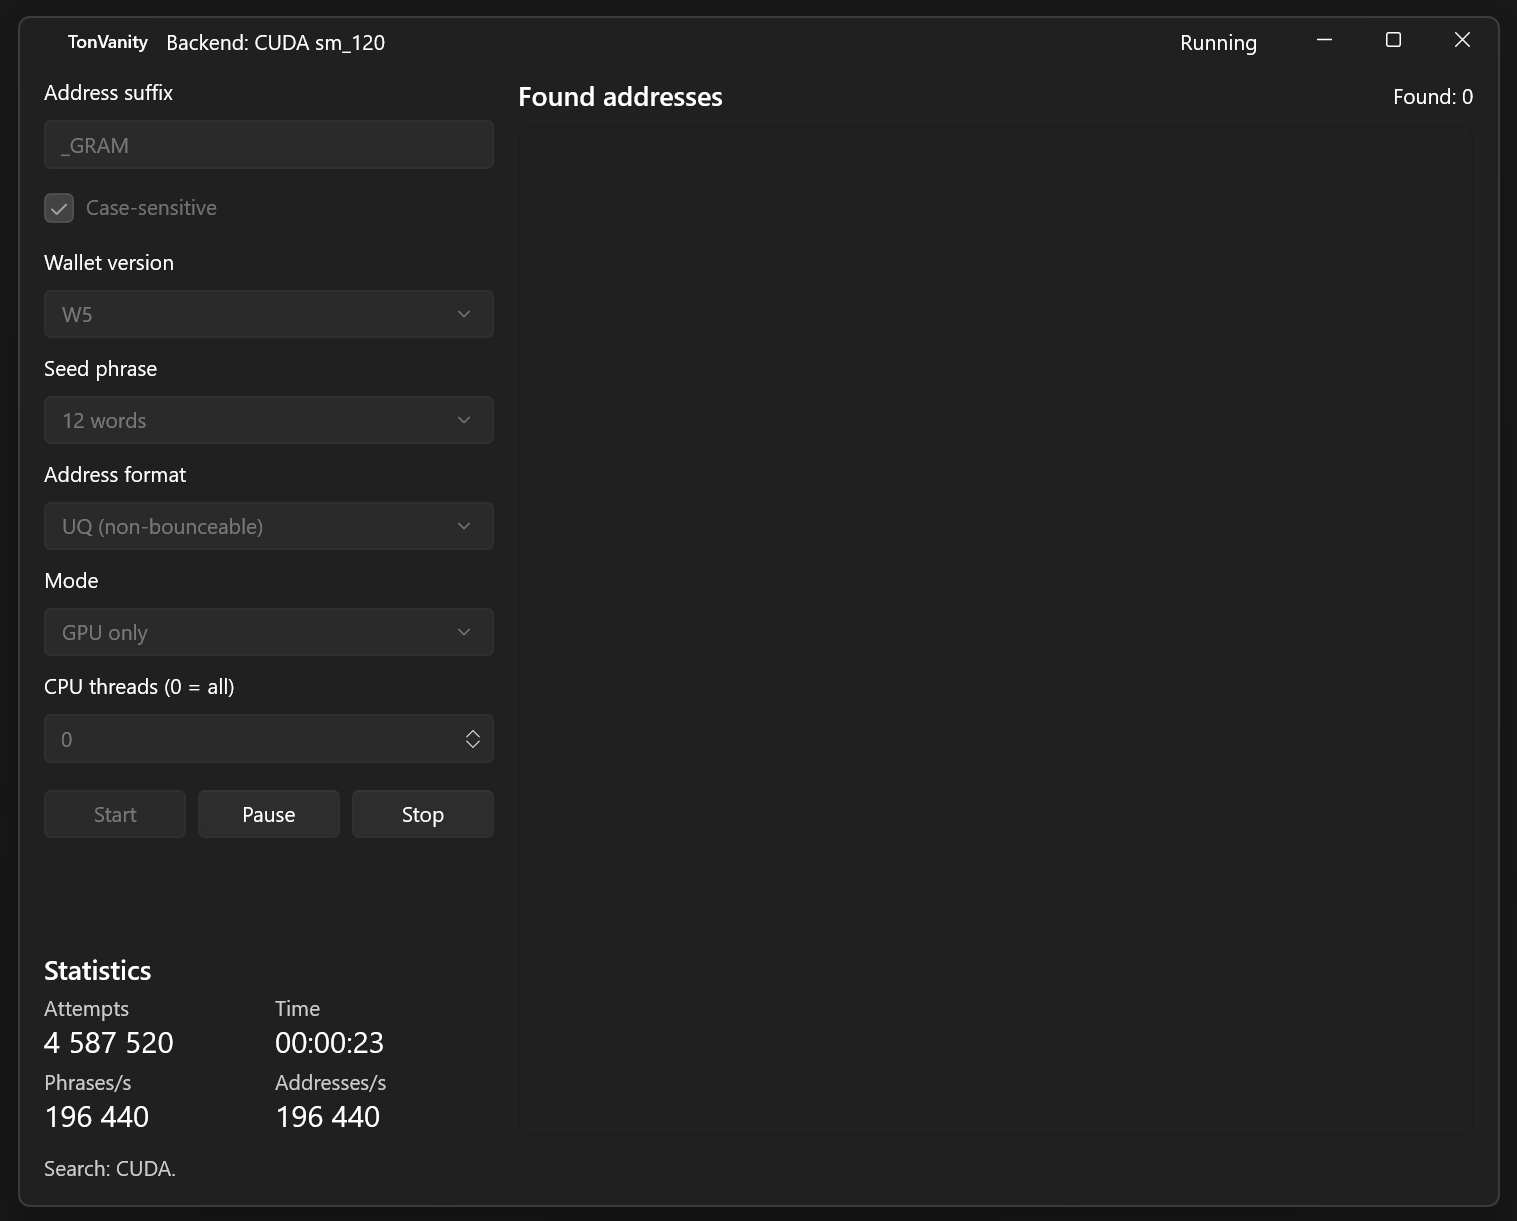 TonVanity Backend: CUDA sm_120 Running
Address suffix
_GRAM
Case-sensitive
Wallet version
W5
Seed phrase
12 words
Address format
UQ (non-bounceable)
Mode
GPU only
CPU threads (0 = all)
0
Start Pause Stop
Statistics
Attempts Time
4 587 520 00:00:23
Phrases/s Addresses/s
196 440 196 440
Search: CUDA.
Found addresses Found: 0